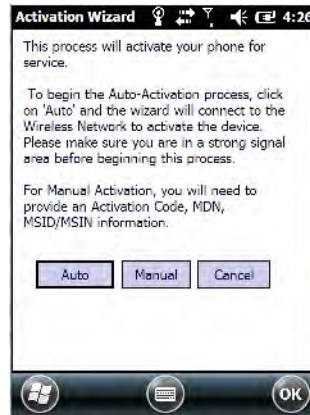 Activation Wizard 4:26
This process will activate your phone for
service.
To begin the Auto-Activation process, click
on 'Auto' and the wizard will connect to the
Wireless Network to activate the device.
Please make sure you are in a strong signal
area before beginning this process.
For Manual Activation, you will need to
provide an Activation Code, MDN,
MSID/MSIN information.
Auto Manual Cancel
OK